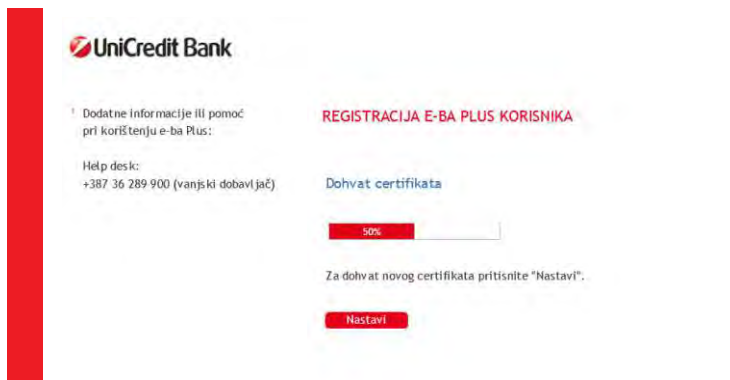 UniCredit Bank
Dodatne informacije ili pomoć
pri korištenju e-ba Plus:
Help desk:
+387 36 289 900 (vanjski dobavljač)
REGISTRACIJA E-BA PLUS KORISNIKA
Dohvat certifikata
50%
Za dohvat novog certifikata pritisnite "Nastavi".
Nastavi